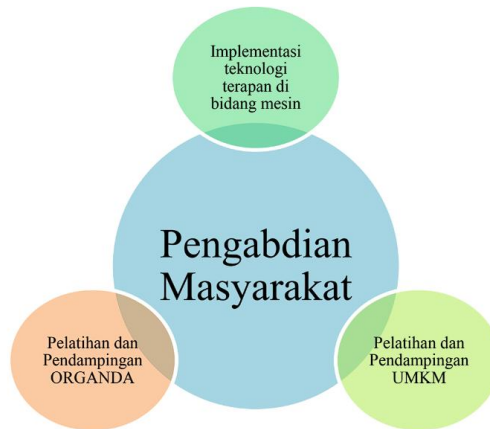 Implementasi
teknologi
terapan di
bidang mesin
Pengabdian
Masyarakat
Pelatihan dan
Pendampingan
ORGANDA
Pelatihan dan
Pendampingan
UMKM